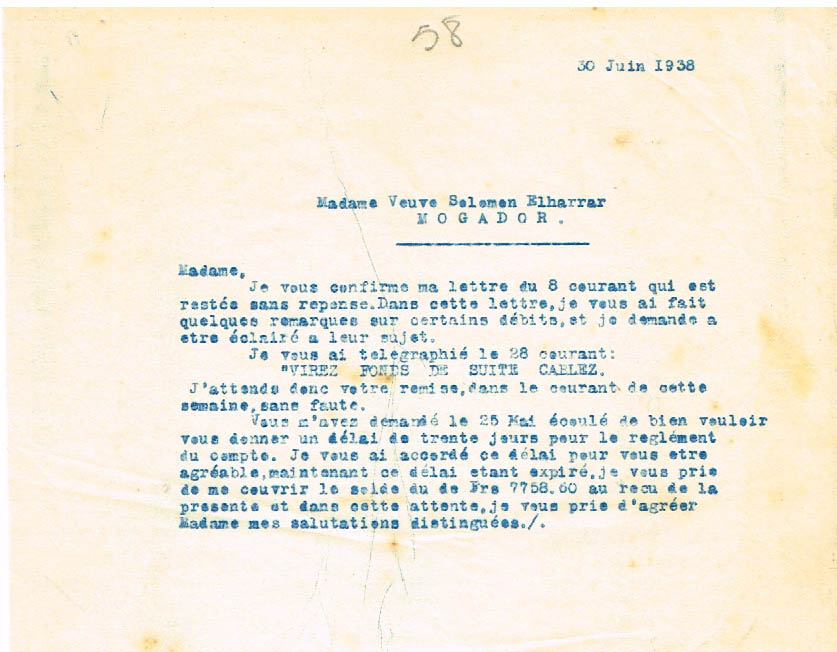 58
30 Juin 1938
Madame Veuve Solomon Elharrar
MOGADOR.
Madame,
Je vous confirme ma lettre du 8 courant qui est
restée sans reponse.Dans cette lettre,je vous ai fait
quelques remarques sur certains débits,et je demande a
etre éclairé a leur sujet.
Je vous ai telégraphié le 28 courant:
"VIREZ FONDS DE SUITE CABLEZ.
J'attends donc votre remise,dans le courant de cette
semaine,sans faute.
Vous m'avez demandé le 25 Mai écoulé de bien vouloir
vous donner un délai de trente jours pour le reglément
du compte. Je vous ai accordé ce délai pour vous etre
agréable,maintenant ce délai etant expiré,je vous prie
de me couvrir le solde du de Frs 7758.60 au recu de la
presente et dans cette attente,je vous prie d'agréer
Madame mes salutations distinguées./.